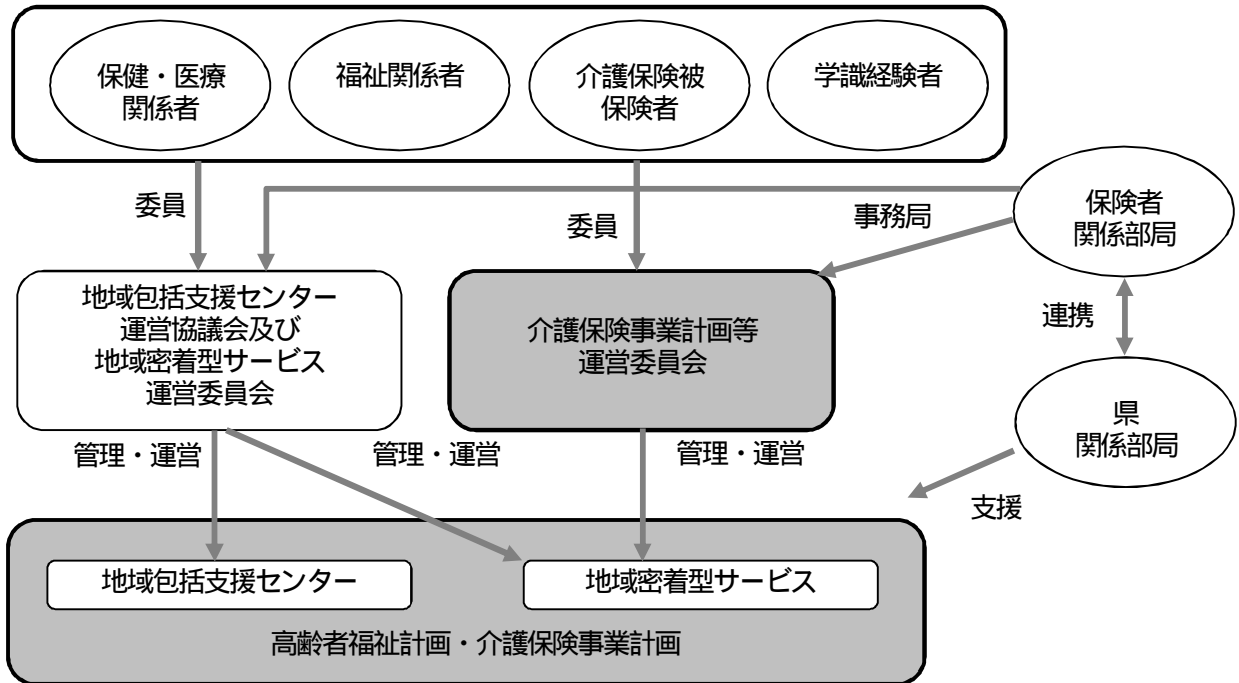 保健・医療
関係者
福祉関係者
介護保険被
保険者
学識経験者
委員
委員
事務局
保険者
関係部局
連携
県
関係部局
支援
地域包括支援センター
運営協議会及び
地域密着型サービス
運営委員会
介護保険事業計画等
運営委員会
管理・運営
管理・運営
管理・運営
地域包括支援センター
地域密着型サービス
高齢者福祉計画・介護保険事業計画